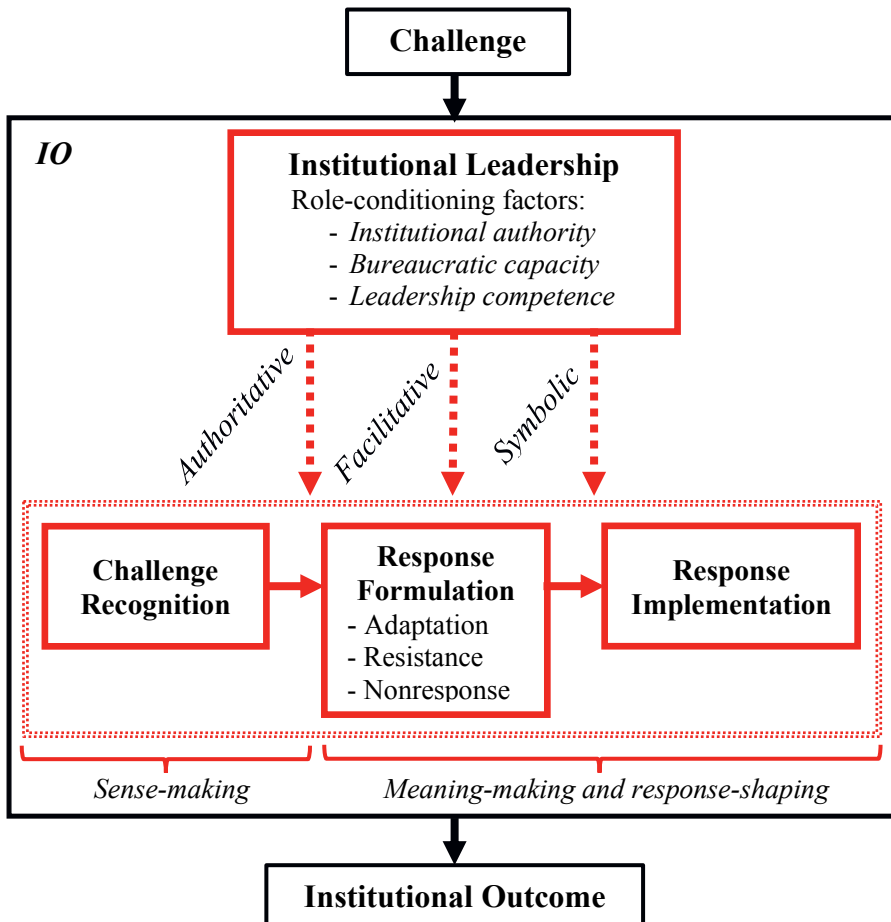 Challenge
IO
Institutional Leadership
Role-conditioning factors:
- Institutional authority
- Bureaucratic capacity
- Leadership competence
Authoritative
Facilitative
Symbolic
Challenge
Recognition
Response
Formulation
- Adaptation
- Resistance
- Nonresponse
Response
Implementation
Sense-making
Meaning-making and response-shaping
Institutional Outcome